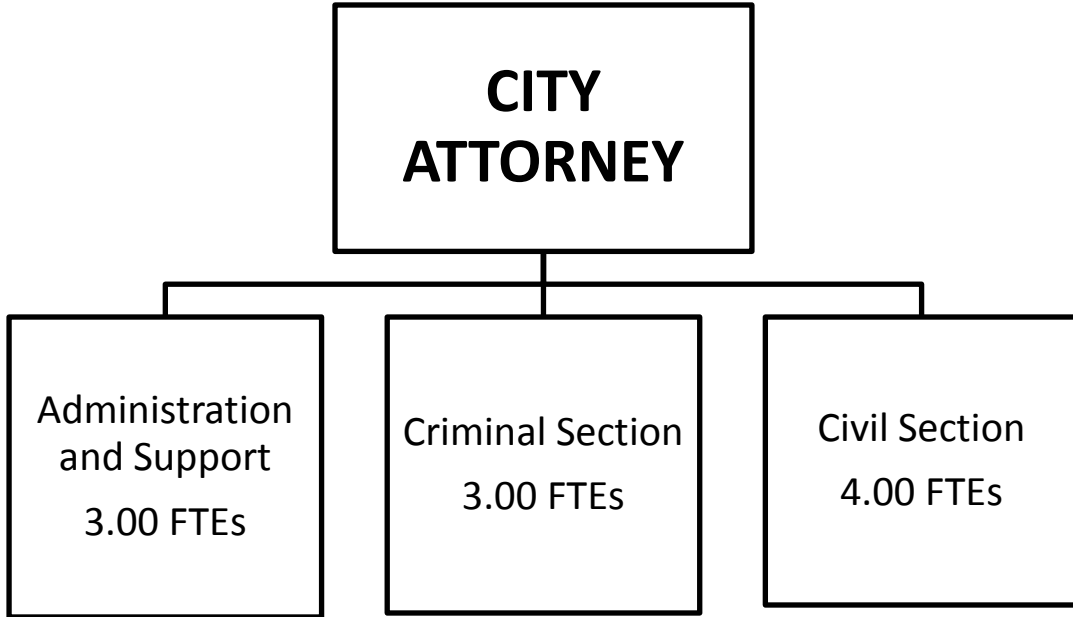 CITY
ATTORNEY
Administration
and Support
3.00 FTEs
Criminal Section
3.00 FTEs
Civil Section
4.00 FTEs